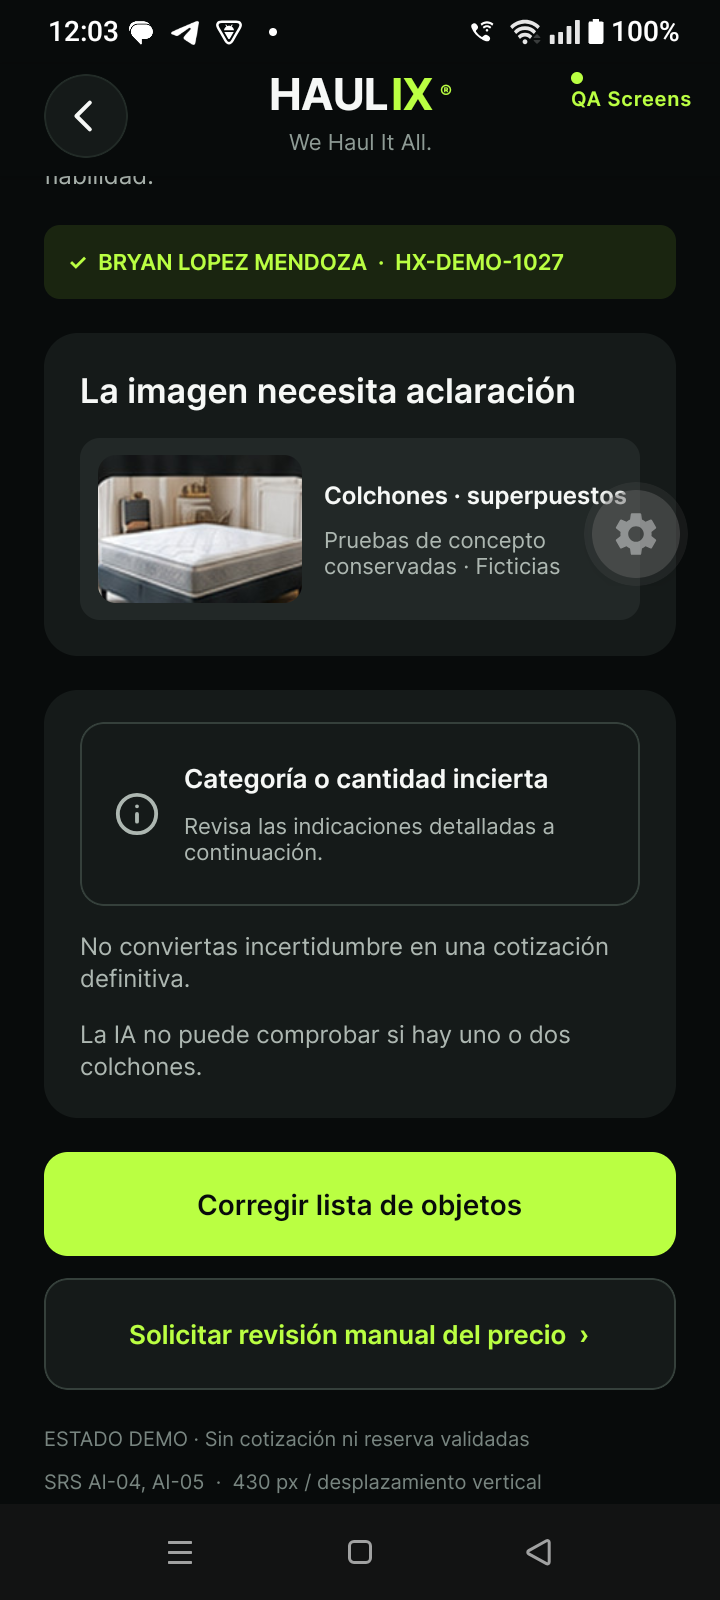 12:03
100%
HAULIX ®
QA Screens
We Haul It All.
✓ BRYAN LOPEZ MENDOZA · HX-DEMO-1027
La imagen necesita aclaración
Colchones · superpuestos
Pruebas de concepto
conservadas · Ficticias
Categoría o cantidad incierta
Revisa las indicaciones detalladas a
continuación.
No conviertas incertidumbre en una cotización
definitiva.
La IA no puede comprobar si hay uno o dos
colchones.
Corregir lista de objetos
Solicitar revisión manual del precio ›
ESTADO DEMO · Sin cotización ni reserva validadas
SRS AI-04, AI-05 · 430 px / desplazamiento vertical